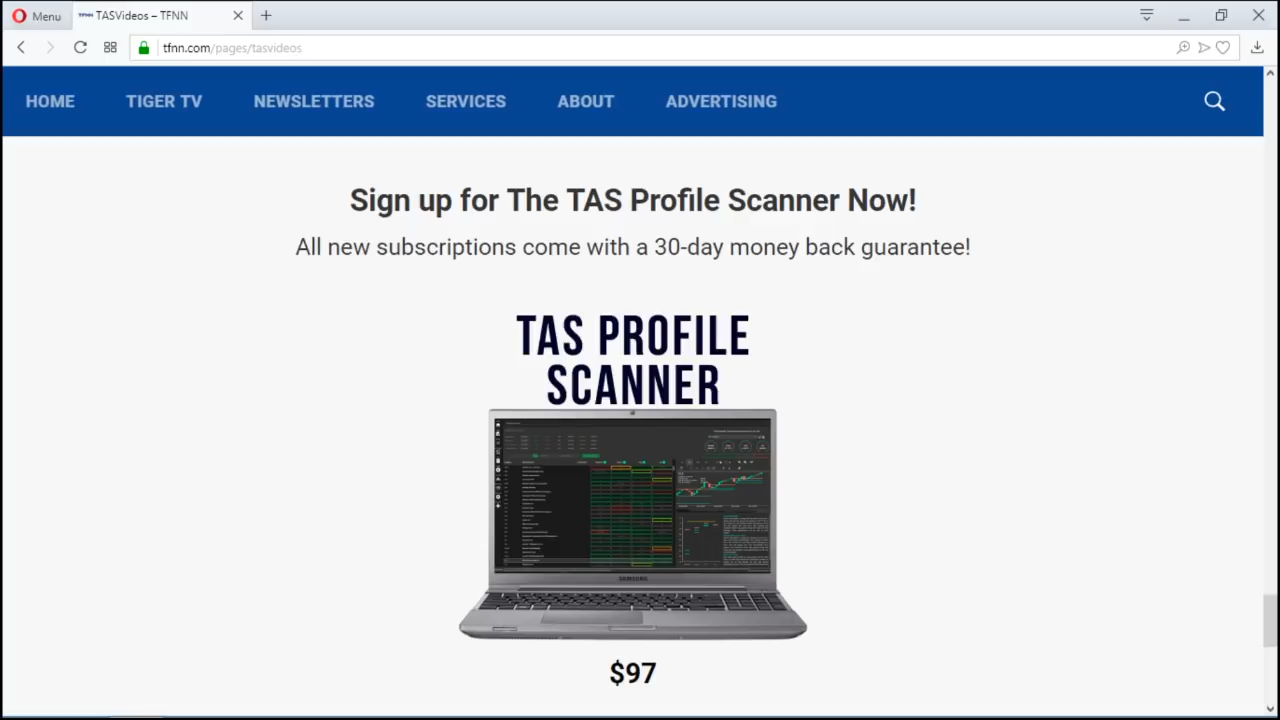 Menu
TFNN TASVideos – TFNN
tfnn.com/pages/tasvideos
HOME TIGER TV NEWSLETTERS SERVICES ABOUT ADVERTISING
Sign up for The TAS Profile Scanner Now!
All new subscriptions come with a 30-day money back guarantee!
TAS PROFILE
SCANNER
SAMSUNG
$97